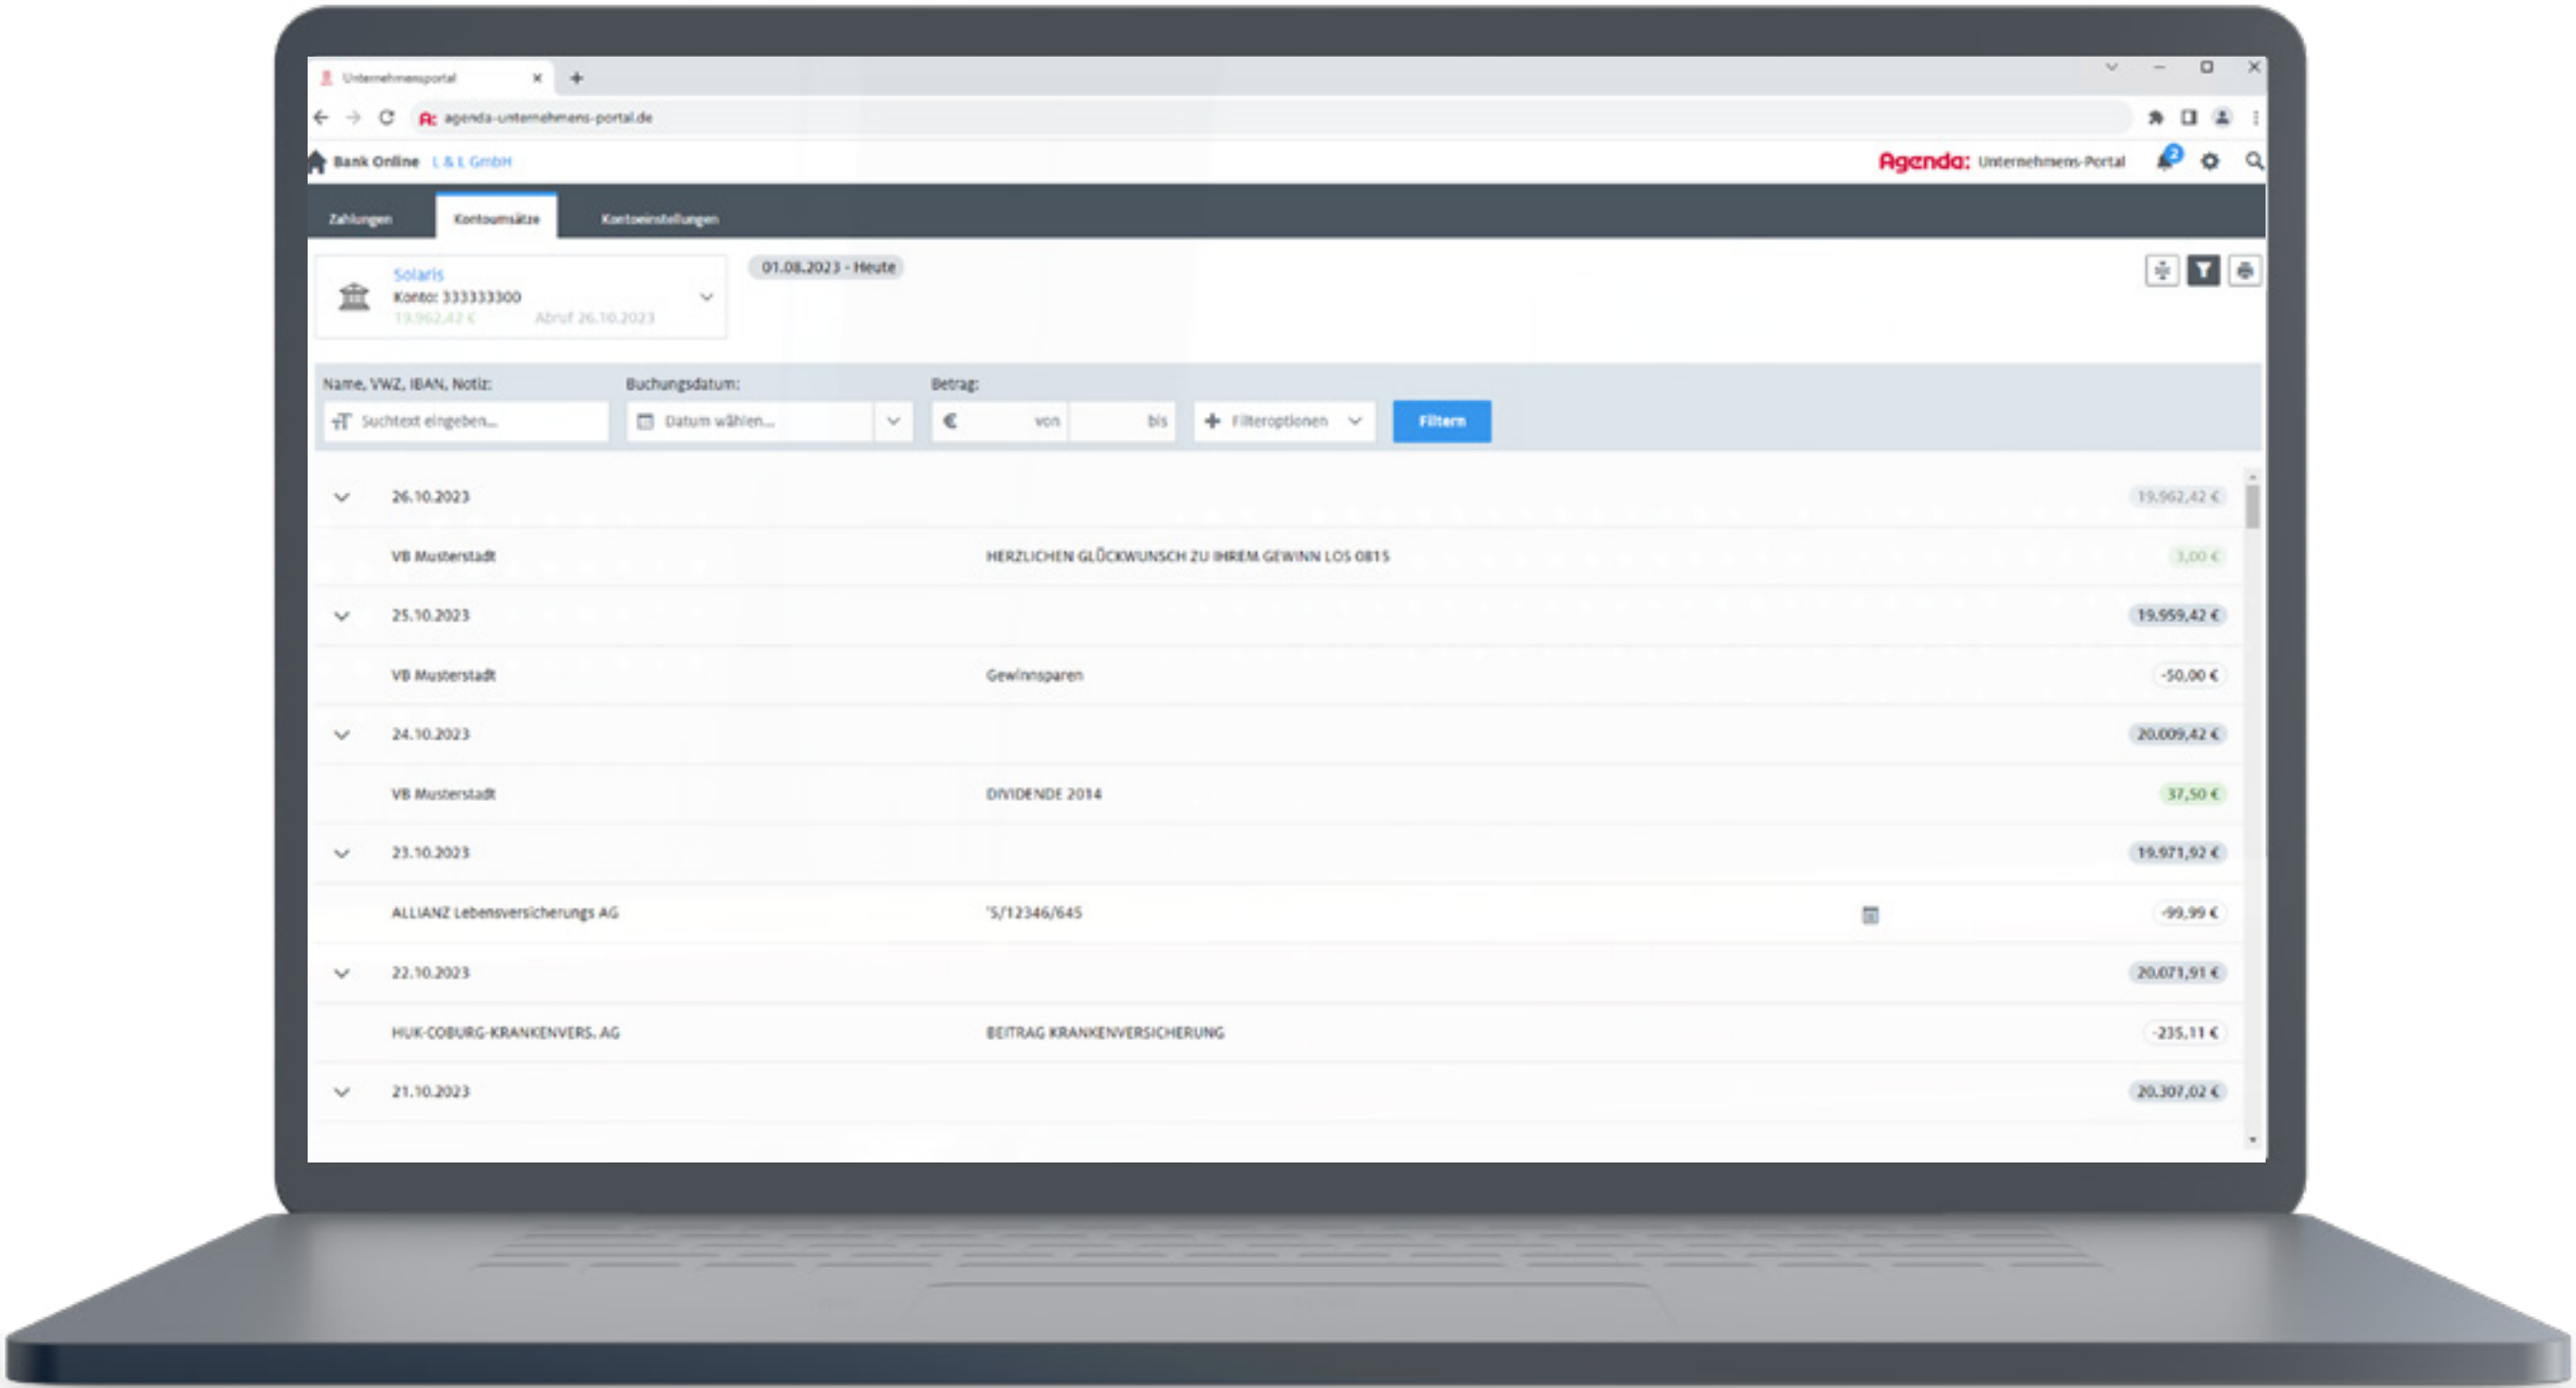 Unternehmensportal
agenda-unternehmens-portal.de
Bank Online L & L GmbH Agenda: Unternehmens-Portal 2
Zahlungen Kontoumsätze Kontoeinstellungen
Solaris
Konto: 333333300
19.962,42 € Abruf 26.10.2023
01.08.2023 - Heute
Name, VWZ, IBAN, Notiz: Buchungsdatum: Betrag:
Suchtext eingeben... Datum wählen... € von bis Filteroptionen Filtern
26.10.2023 19.962,42 €
VB Musterstadt HERZLICHEN GLÜCKWUNSCH ZU IHREM GEWINN LOS 0815 3,00 €
25.10.2023 19.959,42 €
VB Musterstadt Gewinnsparen -50,00 €
24.10.2023 20.009,42 €
VB Musterstadt DIVIDENDE 2014 37,50 €
23.10.2023 19.971,92 €
ALLIANZ Lebensversicherungs AG '5/12346/645 -99,99 €
22.10.2023 20.071,91 €
HUK-COBURG-KRANKENVERS. AG BEITRAG KRANKENVERSICHERUNG -235,11 €
21.10.2023 20.307,02 €